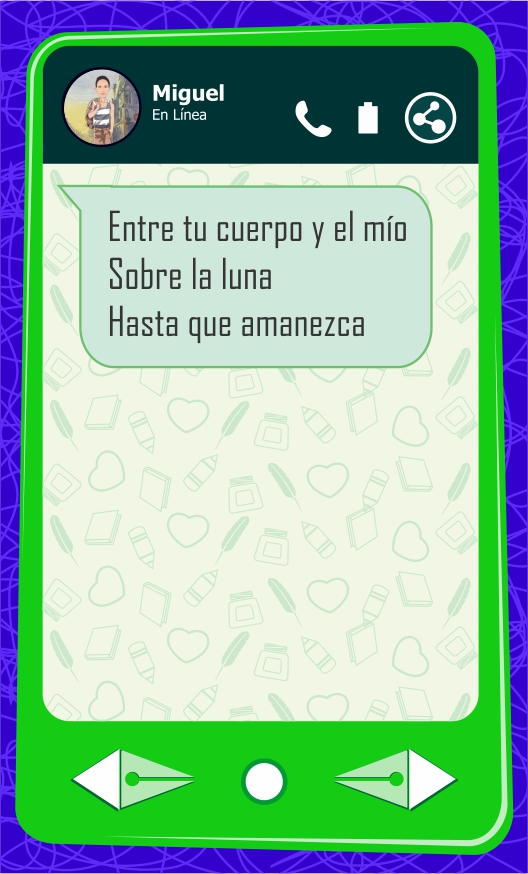 Miguel
En Línea
Entre tu cuerpo y el mío
Sobre la luna
Hasta que amanezca